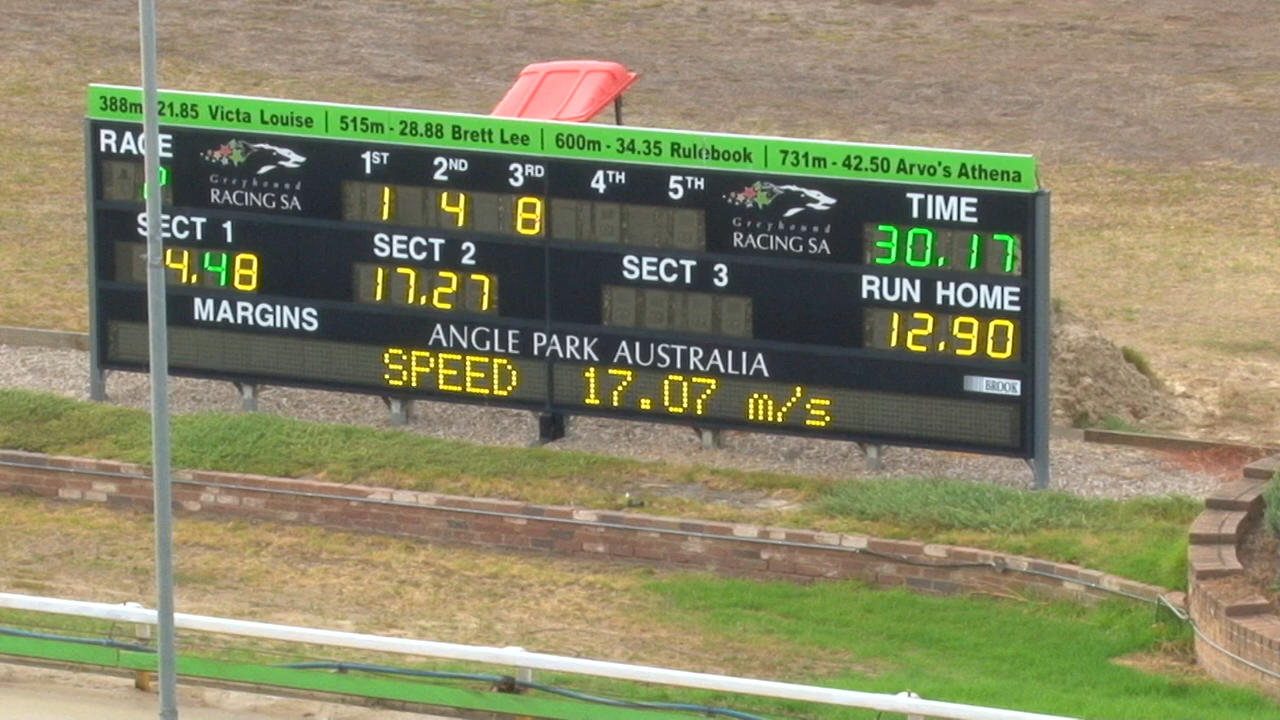 388m 21.85 Victa Louise | 515m - 28.88 Brett Lee | 600m - 34.35 Rulebook | 731m - 42.50 Arvo's Athena
RACE
Greyhound
RACING SA
1ST 2ND 3RD 4TH 5TH
1 4 8
Greyhound
RACING SA
TIME
30.17
SECT 1
4.48
SECT 2
17.27
SECT 3
RUN HOME
12.90
MARGINS
ANGLE PARK AUSTRALIA
SPEED 17.07 m/s
BROOK